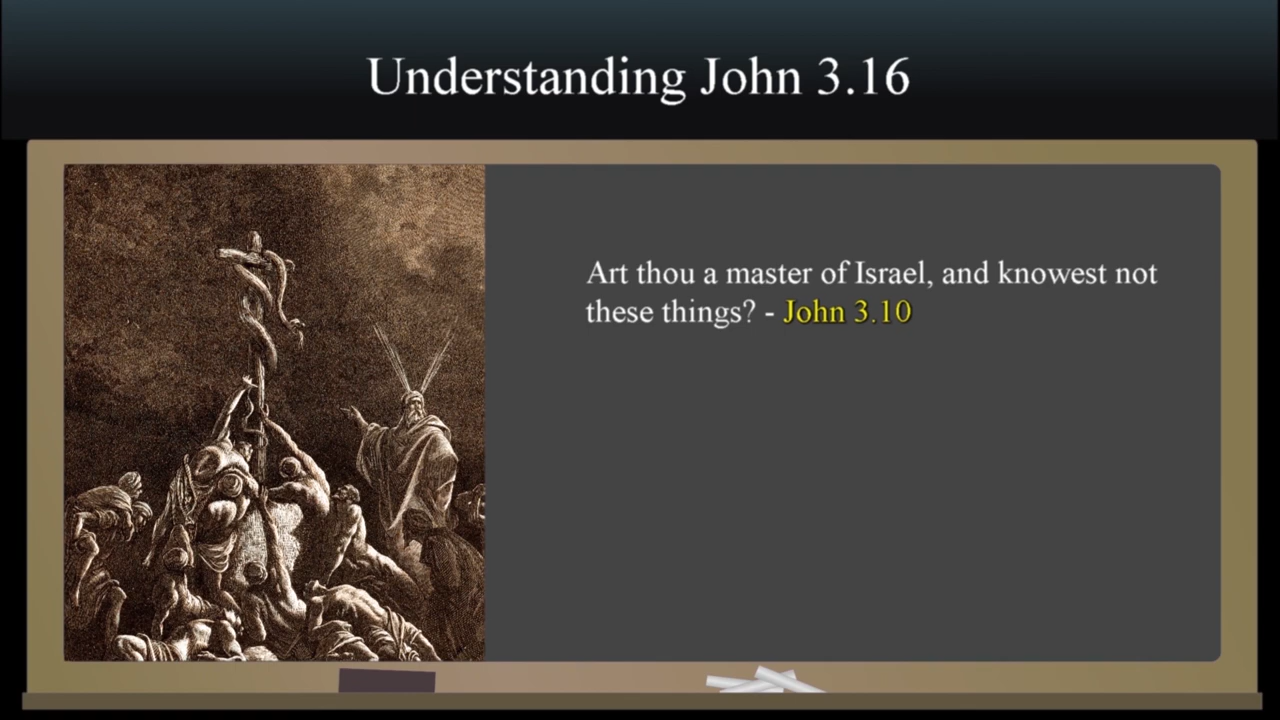 Understanding John 3.16
Art thou a master of Israel, and knowest not
these things? - John 3.10